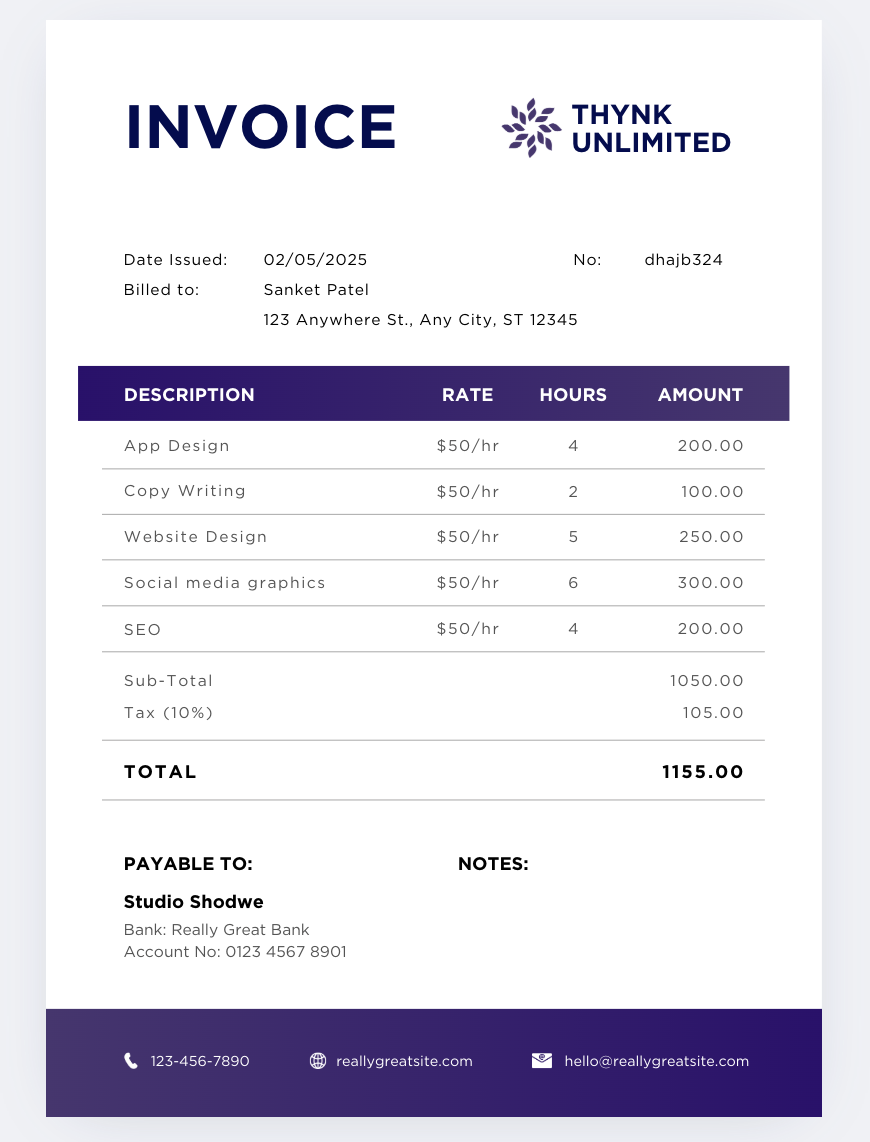 INVOICE
THYNK
UNLIMITED
Date Issued: 02/05/2025 No: dhajb324
Billed to: Sanket Patel
123 Anywhere St., Any City, ST 12345
DESCRIPTION RATE HOURS AMOUNT
App Design $50/hr 4 200.00
Copy Writing $50/hr 2 100.00
Website Design $50/hr 5 250.00
Social media graphics $50/hr 6 300.00
SEO $50/hr 4 200.00
Sub-Total 1050.00
Tax (10%) 105.00
TOTAL 1155.00
PAYABLE TO: NOTES:
Studio Shodwe
Bank: Really Great Bank
Account No: 0123 4567 8901
123-456-7890 reallygreatsite.com hello@reallygreatsite.com